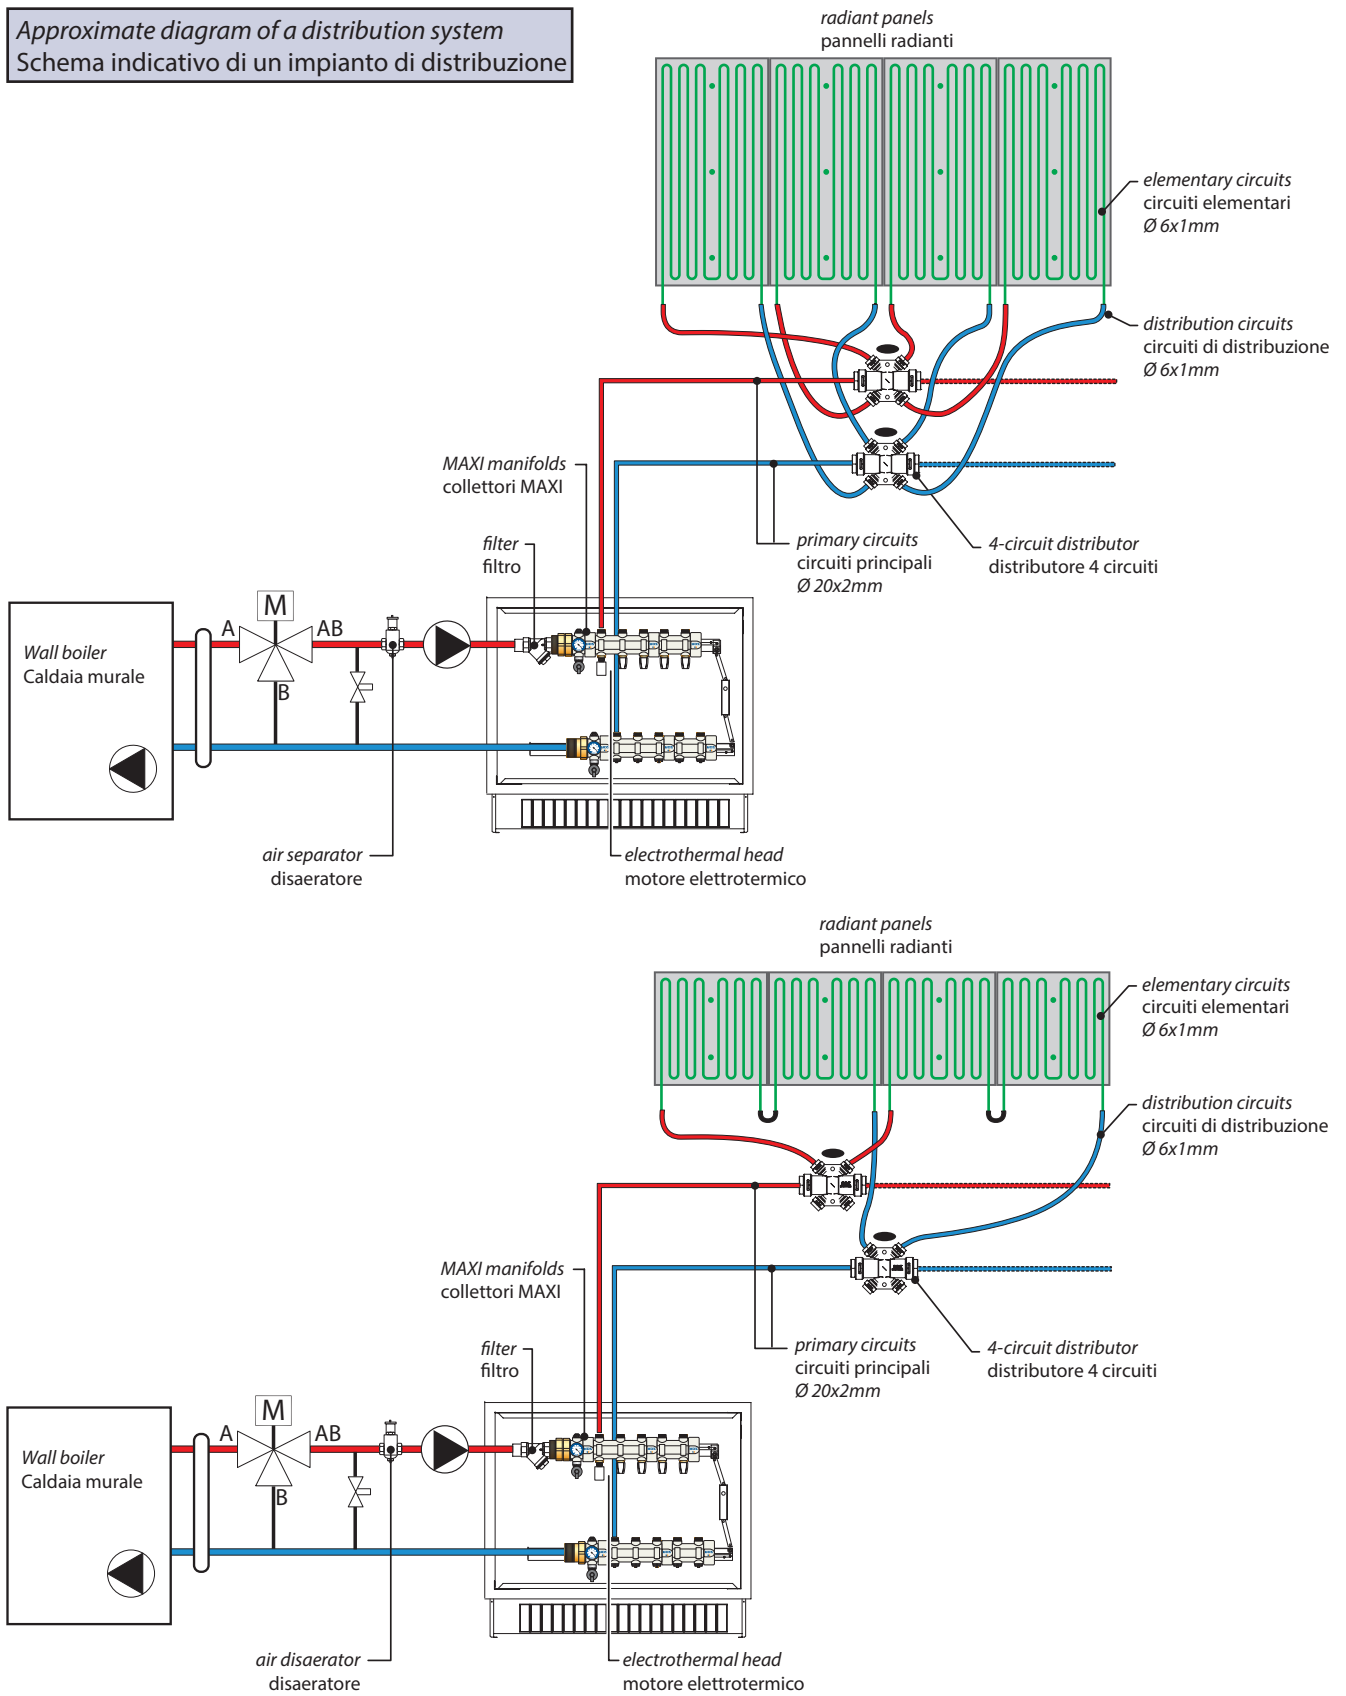 Approximate diagram of a distribution system
Schema indicativo di un impianto di distribuzione
radiant panels
pannelli radianti
elementary circuits
circuiti elementari
Ø 6x1mm
distribution circuits
circuiti di distribuzione
Ø 6x1mm
MAXI manifolds
collettori MAXI
filter
filtro
primary circuits
circuiti principali
Ø 20x2mm
4-circuit distributor
distributore 4 circuiti
Wall boiler
Caldaia murale
A
M
AB
B
air separator
disaeratore
electrothermal head
motore elettrotermico
radiant panels
pannelli radianti
elementary circuits
circuiti elementari
Ø 6x1mm
distribution circuits
circuiti di distribuzione
Ø 6x1mm
MAXI manifolds
collettori MAXI
filter
filtro
primary circuits
circuiti principali
Ø 20x2mm
4-circuit distributor
distributore 4 circuiti
Wall boiler
Caldaia murale
A
M
AB
B
air disaerator
disaeratore
electrothermal head
motore elettrotermico